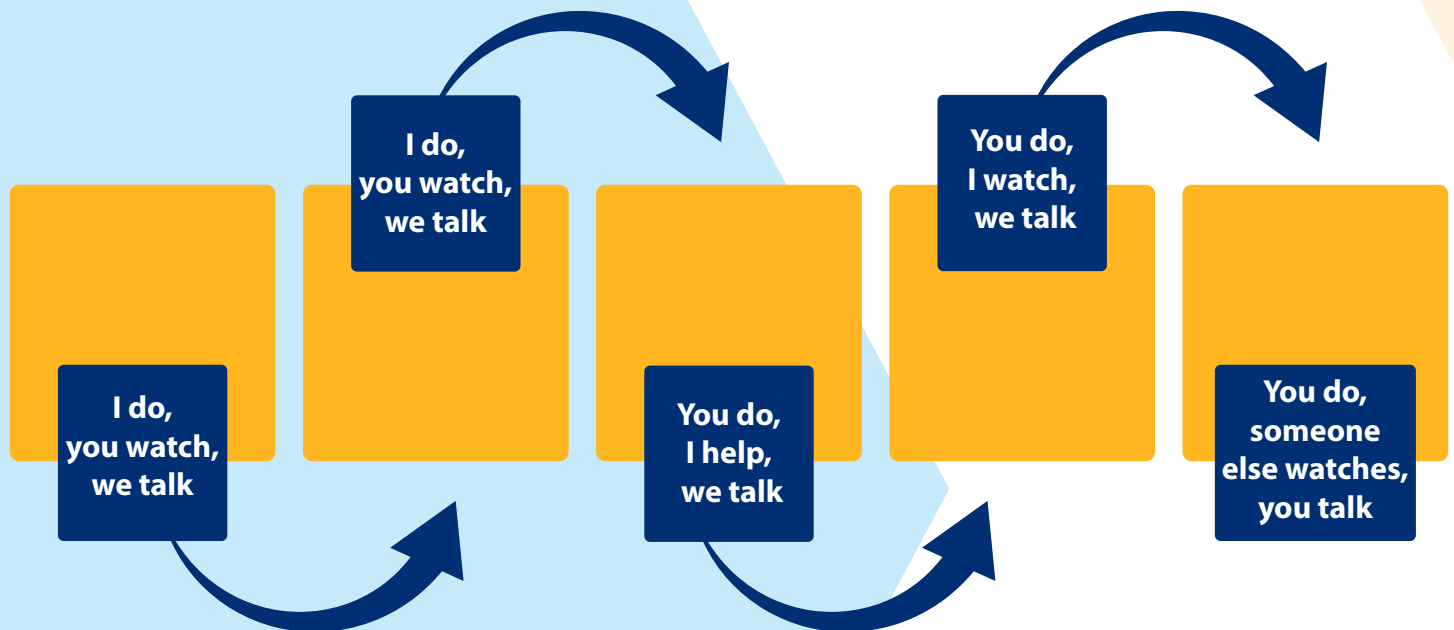 I do,
you watch,
we talk
I do,
you watch,
we talk
You do,
I help,
we talk
You do,
I watch,
we talk
You do,
someone
else watches,
you talk